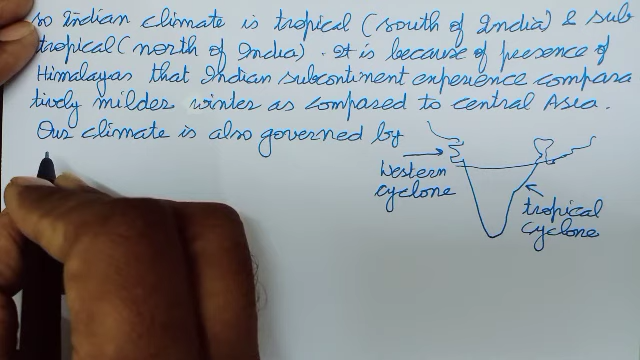 so Indian climate is tropical (south of India) & sub
tropical (north of India). It is because of presence of
Himalayas that Indian subcontinent experience compara
tively milder winter as compared to central Asia.
Our climate is also governed by
Western
cyclone
tropical
cyclone